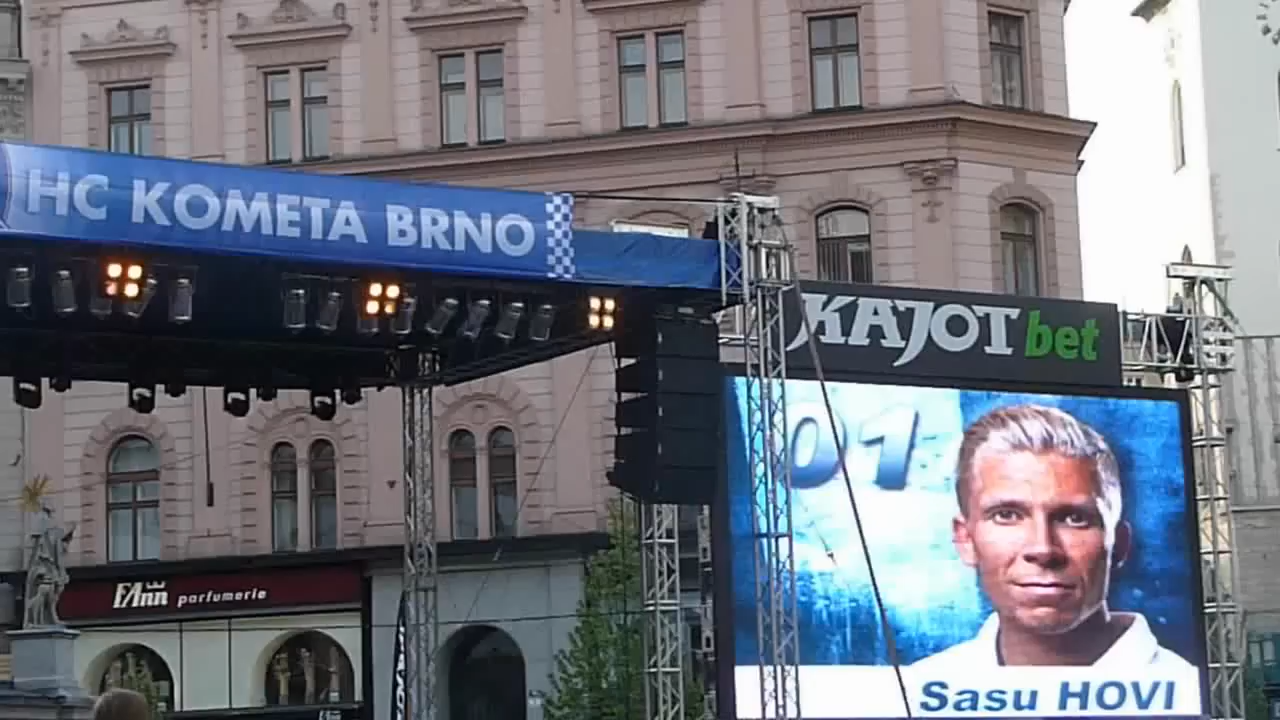 HC KOMETA BRNO
KAJOT bet
01
FAnn parfumerie
Sasu HOVI